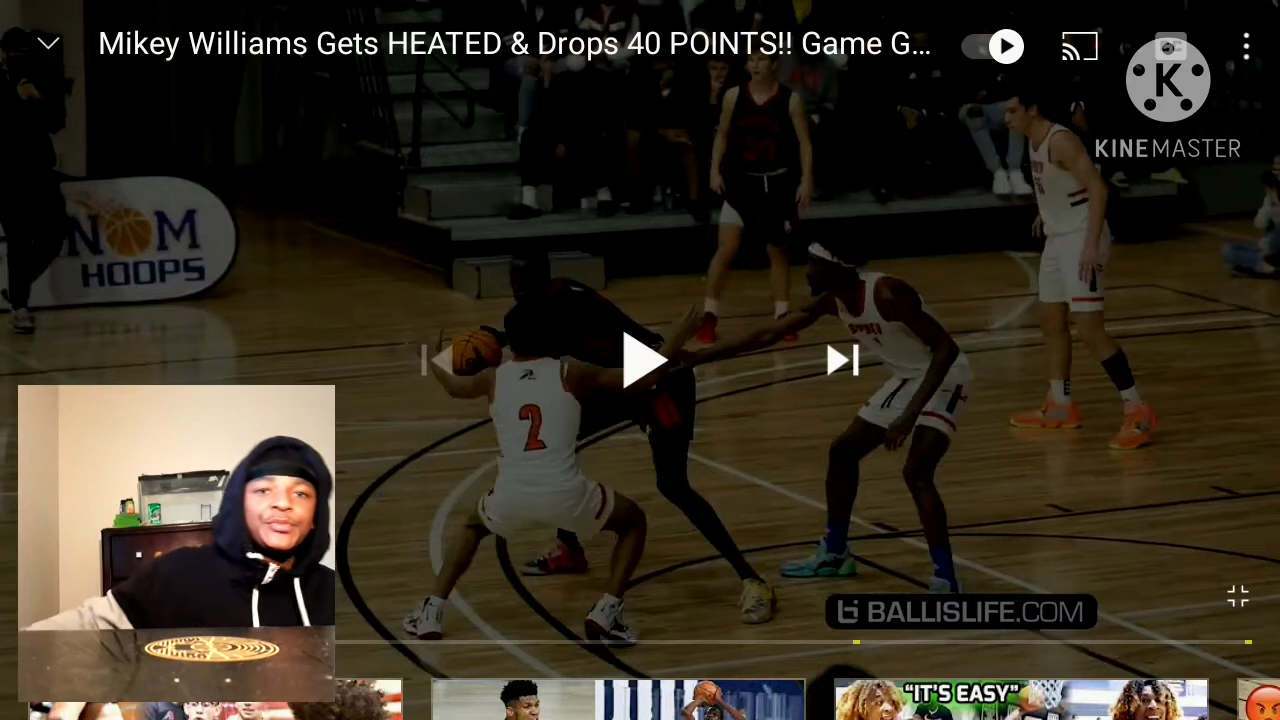 Mikey Williams Gets HEATED & Drops 40 POINTS!! Game G...
K
KINEMASTER
NOM
HOOPS
2
BALLISLIFE.COM
"IT'S EASY"